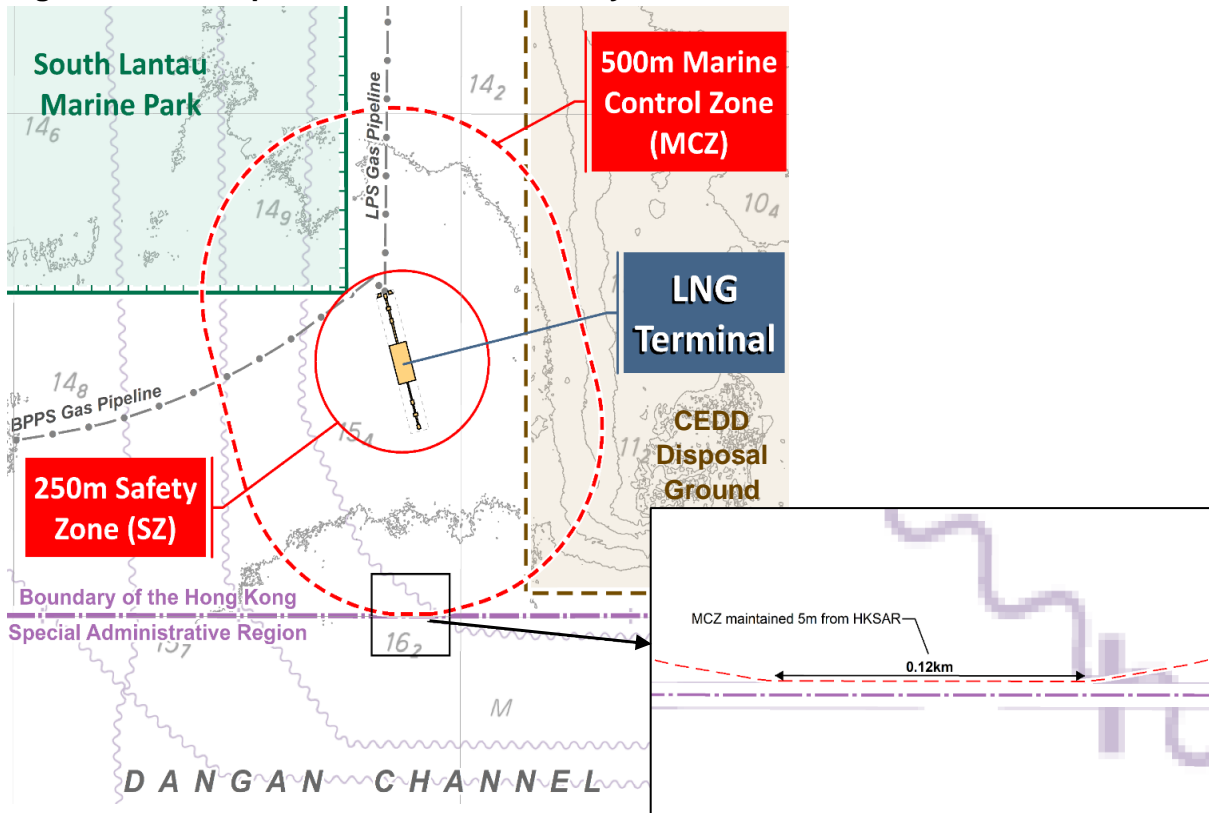 South Lantau
Marine Park
14₆
LPS Gas Pipeline
14₂
500m Marine
Control Zone
(MCZ)
14₉
10₄
LNG
Terminal
14₈
BPPS Gas Pipeline
15₄
CEDD
Disposal
Ground
11₂
250m Safety
Zone (SZ)
Boundary of the Hong Kong
Special Administrative Region
15₇
16₂
M
DANGAN CHANNEL
MCZ maintained 5m from HKSAR
0.12km